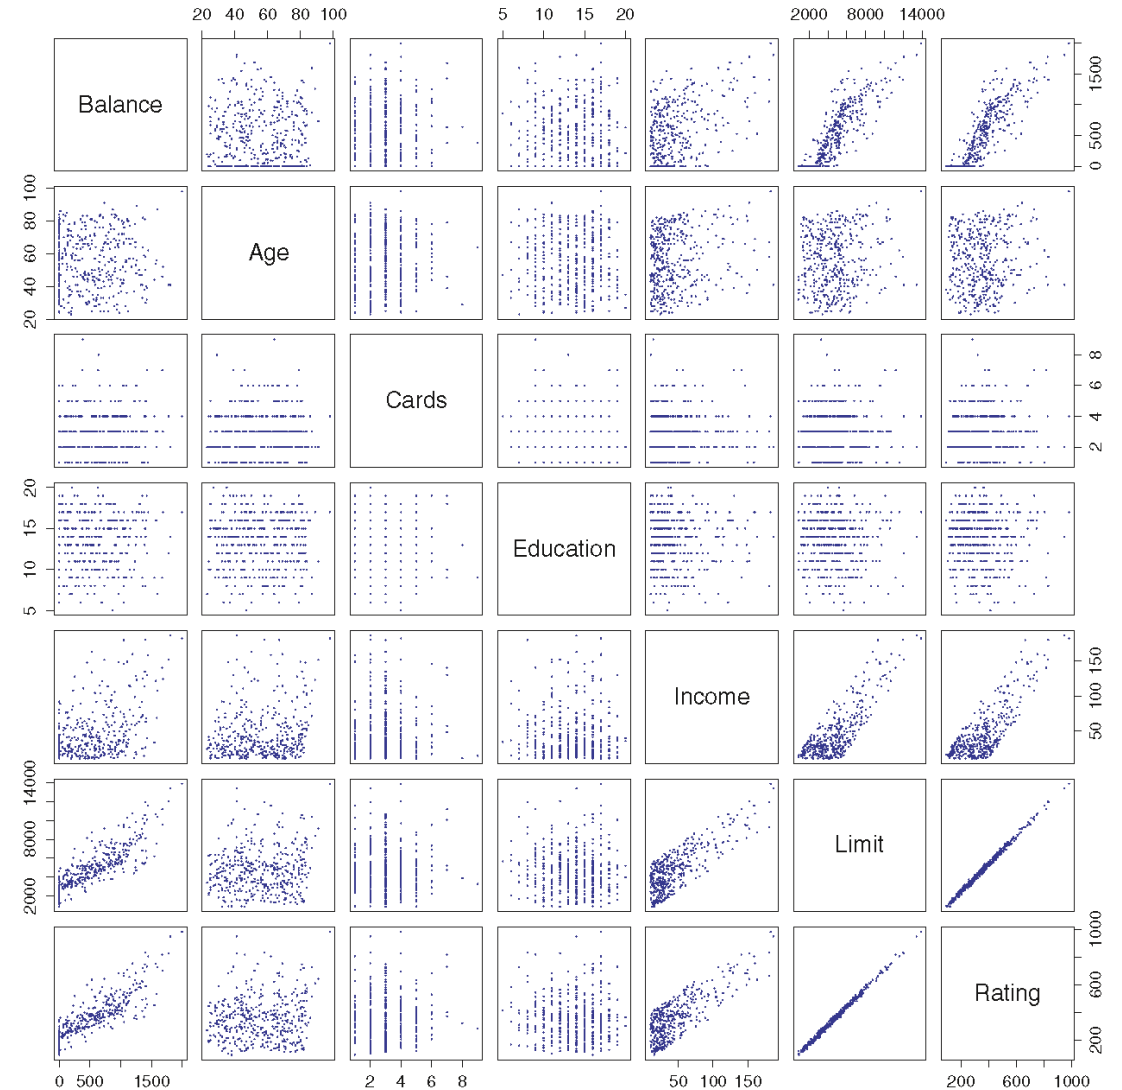 20 40 60 80 100 5 10 15 20 2000 8000 14000
Balance
0 500 1500
20 40 60 80 100
Age
Cards
2 4 6 8
5 10 15 20
Education
Income
50 100 150
2000 8000 14000
Limit
Rating
200 600 1000
0 500 1500 2 4 6 8 50 100 150 200 600 1000